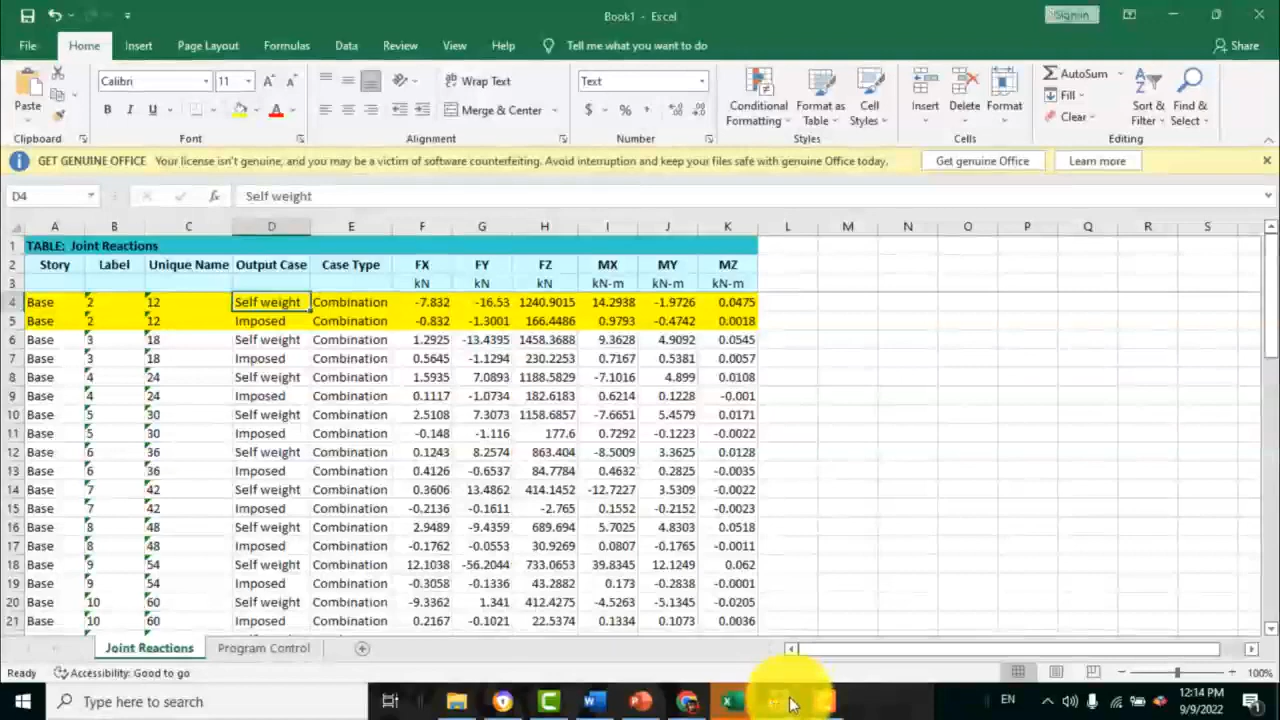 Book1 - Excel
Sign in
File Home Insert Page Layout Formulas Data Review View Help Tell me what you want to do Share
Calibri 11 Wrap Text Text AutoSum
Paste B I U Merge & Center $ % Conditional Formatting Format as Table Cell Styles Insert Delete Format Fill Clear Sort & Filter Find & Select
Clipboard Font Alignment Number Styles Cells Editing
GET GENUINE OFFICE Your license isn't genuine, and you may be a victim of software counterfeiting. Avoid interruption and keep your files safe with genuine Office today. Get genuine Office Learn more
D4 fx Self weight
A B C D E F G H I J K L M N O P Q R S
1 TABLE: Joint Reactions
2 Story Label Unique Name Output Case Case Type FX FY FZ MX MY MZ
3 kN kN kN kN-m kN-m kN-m
4 Base 2 12 Self weight Combination -7.832 -16.53 1240.9015 14.2938 -1.9726 0.0475
5 Base 2 12 Imposed Combination -0.832 -1.3001 166.4486 0.9793 -0.4742 0.0018
6 Base 3 18 Self weight Combination 1.2925 -13.4395 1458.3688 9.3628 4.9092 0.0545
7 Base 3 18 Imposed Combination 0.5645 -1.1294 230.2253 0.7167 0.5381 0.0057
8 Base 4 24 Self weight Combination 1.5935 7.0893 1188.5829 -7.1016 4.899 0.0108
9 Base 4 24 Imposed Combination 0.1117 -1.0734 182.6183 0.6214 0.1228 -0.001
10 Base 5 30 Self weight Combination 2.5108 7.3073 1158.6857 -7.6651 5.4579 0.0171
11 Base 5 30 Imposed Combination -0.148 -1.116 177.6 0.7292 -0.1223 -0.0022
12 Base 6 36 Self weight Combination 0.1243 8.2574 863.404 -8.5009 3.3625 0.0128
13 Base 6 36 Imposed Combination 0.4126 -0.6537 84.7784 0.4632 0.2825 -0.0035
14 Base 7 42 Self weight Combination 0.3606 13.4862 414.1452 -12.7227 3.5309 -0.0022
15 Base 7 42 Imposed Combination -0.2136 -0.1611 -2.765 0.1552 -0.2152 -0.0023
16 Base 8 48 Self weight Combination 2.9489 -9.4359 689.694 5.7025 4.8303 0.0518
17 Base 8 48 Imposed Combination -0.1762 -0.0553 30.9269 0.0807 -0.1765 -0.0011
18 Base 9 54 Self weight Combination 12.1038 -56.2044 733.0653 39.8345 12.1249 0.062
19 Base 9 54 Imposed Combination -0.3058 -0.1336 43.2882 0.173 -0.2838 -0.0001
20 Base 10 60 Self weight Combination -9.3362 1.341 412.4275 -4.5263 -5.1345 -0.0205
21 Base 10 60 Imposed Combination 0.2167 -0.1021 22.5374 0.1334 0.1073 0.0036
Joint Reactions Program Control
Ready Accessibility: Good to go 100%
Type here to search EN 12:14 PM
9/9/2022